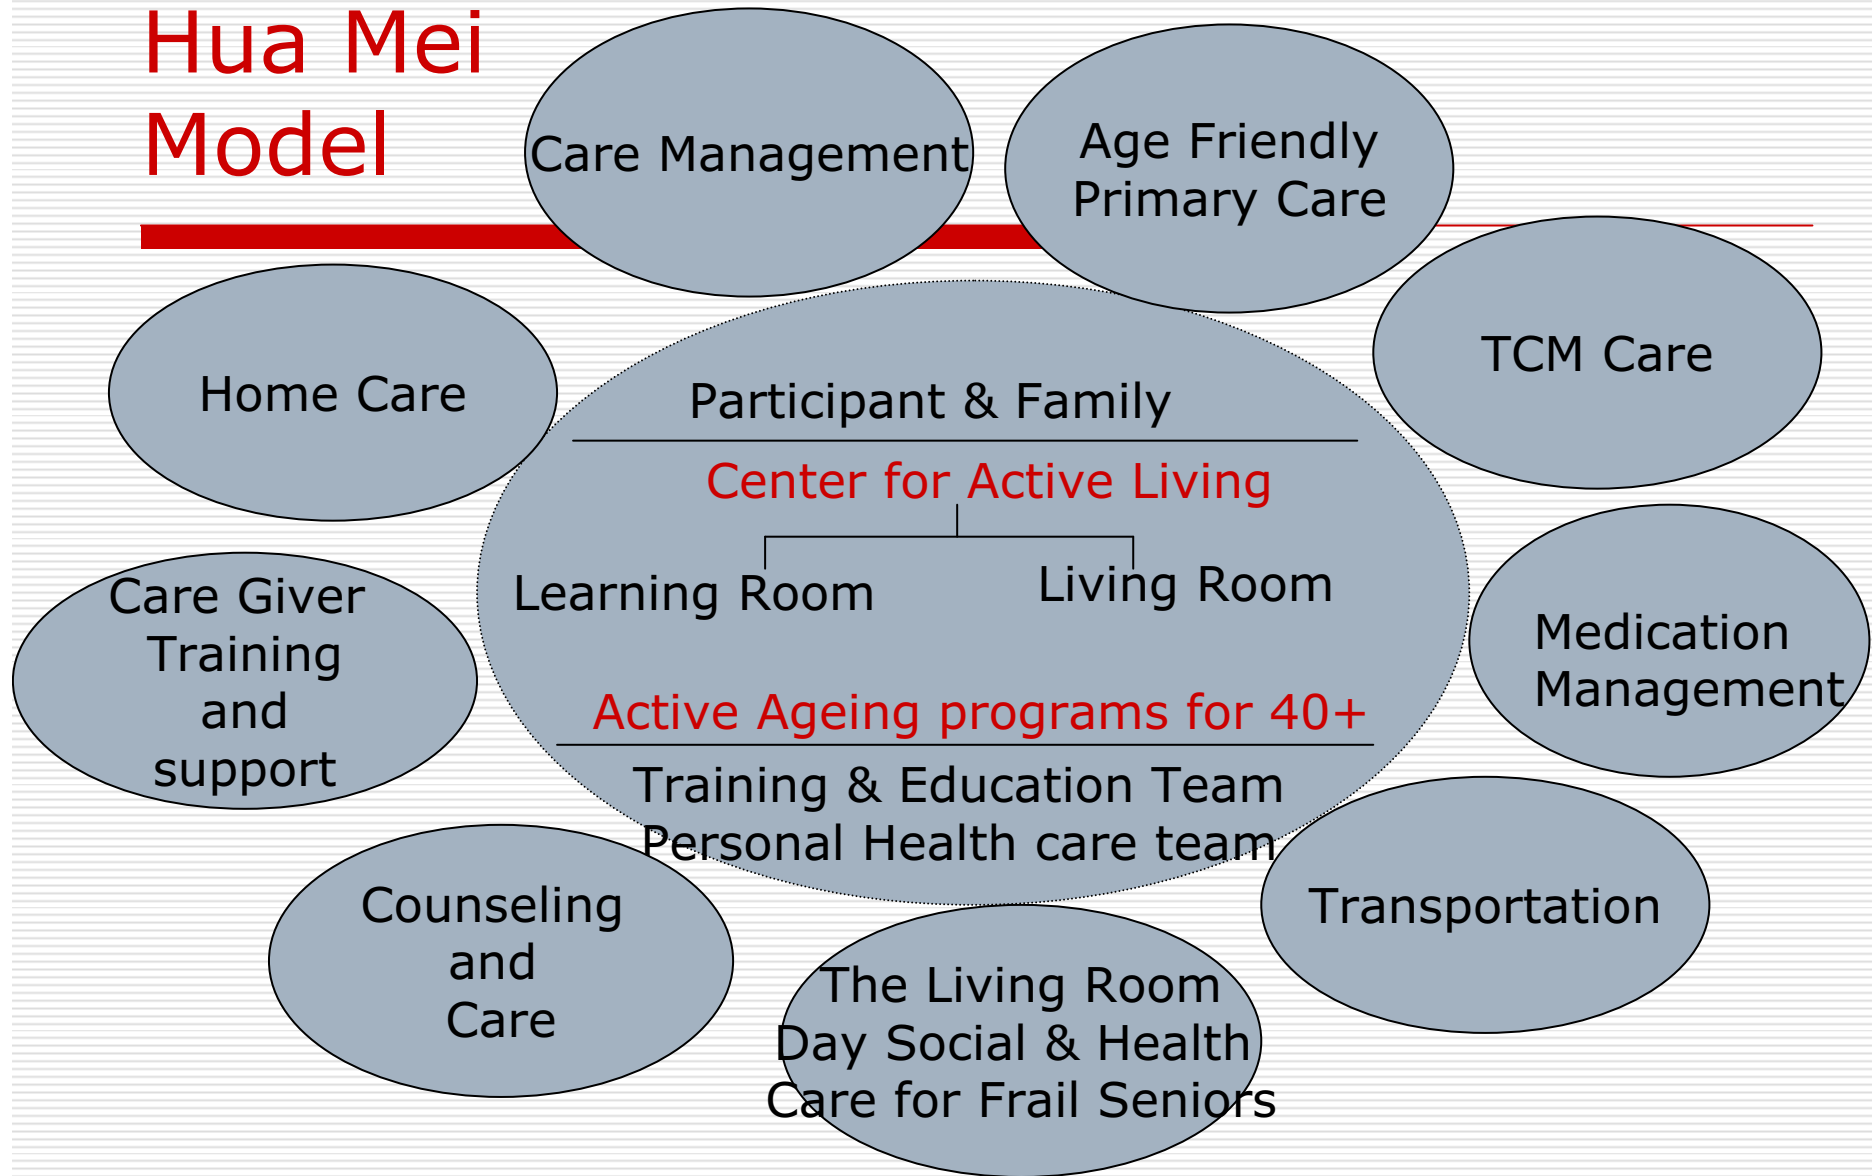 Hua Mei
Model
Care Management
Age Friendly
Primary Care
TCM Care
Home Care
Participant & Family
Center for Active Living
Learning Room
Living Room
Active Ageing programs for 40+
Training & Education Team
Personal Health care team
Medication
Management
Care Giver
Training
and
support
Transportation
Counseling
and
Care
The Living Room
Day Social & Health
Care for Frail Seniors